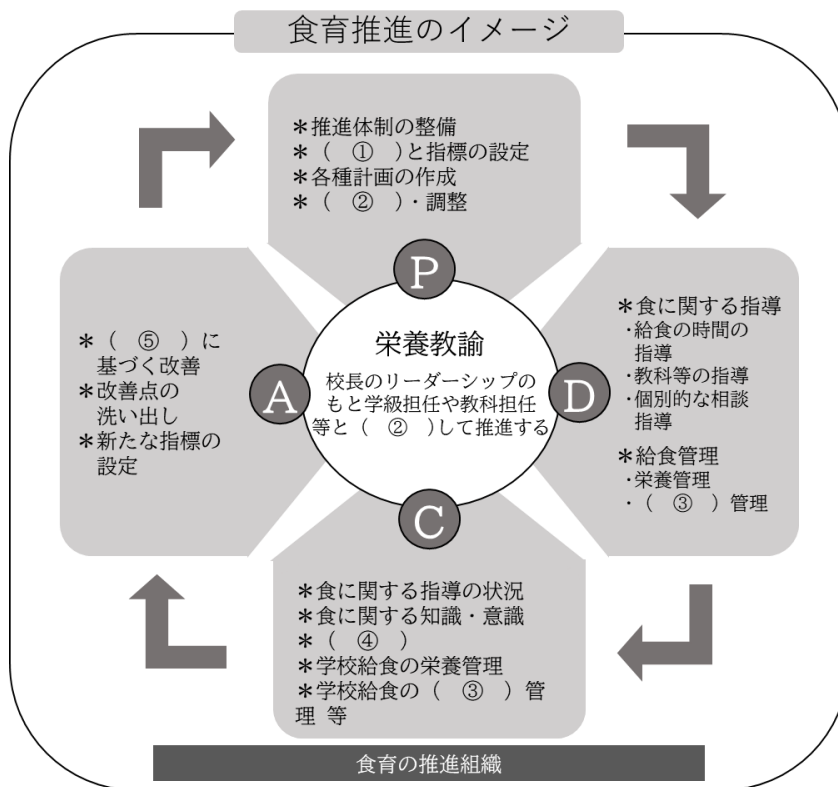 食育推進のイメージ
＊推進体制の整備
＊(　①　)と指標の設定
＊各種計画の作成
＊(　②　)・調整
P
＊(　⑤　)に
基づく改善
＊改善点の
洗い出し
＊新たな指標の
設定
A
栄養教諭
校長のリーダーシップの
もと学級担任や教科担任
等と(　②　)して推進する
D
＊食に関する指導
・給食の時間の
指導
・教科等の指導
・個別的な相談
指導
＊給食管理
・栄養管理
・(　③　)管理
C
＊食に関する指導の状況
＊食に関する知識・意識
＊(　④　)
＊学校給食の栄養管理
＊学校給食の(　③　)管
理 等
食育の推進組織